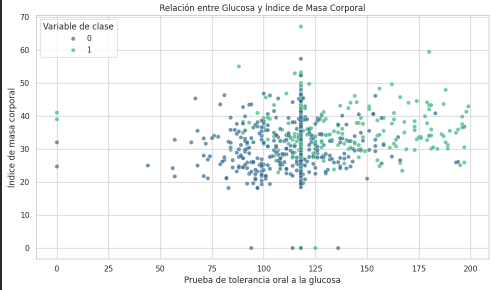 Relación entre Glucosa y Índice de Masa Corporal
Variable de clase
0
1
Índice de masa corporal
70
60
50
40
30
20
10
0
0 25 50 75 100 125 150 175 200
Prueba de tolerancia oral a la glucosa